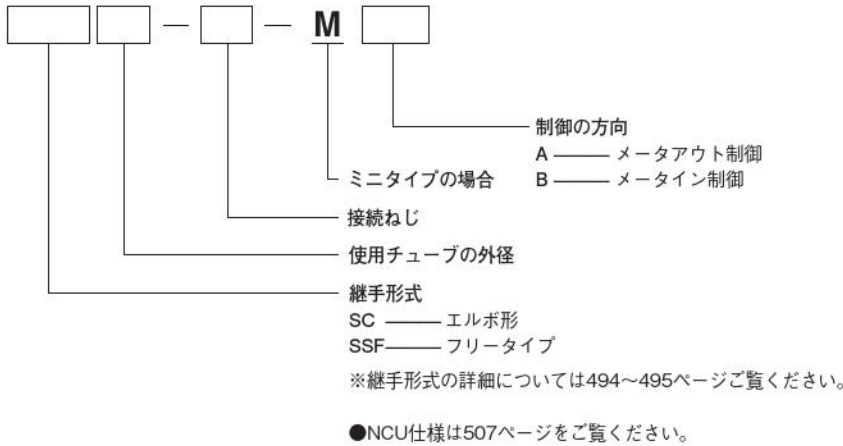 — — M
制御の方向
A ——— メータアウト制御
ミニタイプの場合 B ——— メータイン制御
接続ねじ
使用チューブの外径
継手形式
SC ——— エルボ形
SSF——— フリータイプ
※継手形式の詳細については494〜495ページご覧ください。
●NCU仕様は507ページをご覧ください。